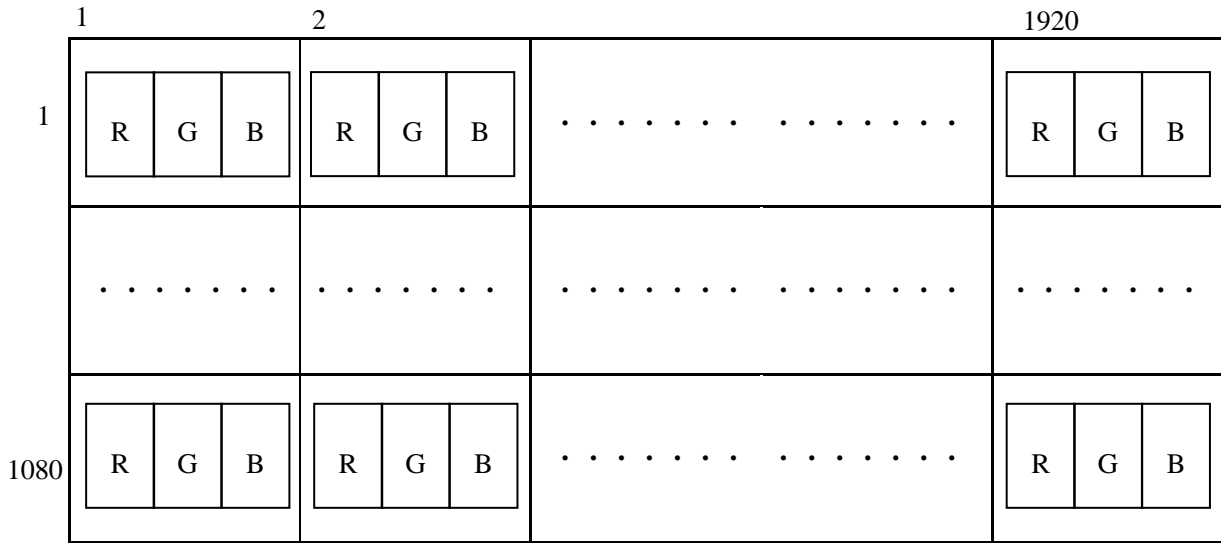 1 2 1920
1 R G B R G B . . . . . . . . . . . . . . R G B
. . . . . . . . . . . . . . . . . . . . . . . . . . . . . . . . . . .
1080 R G B R G B . . . . . . . . . . . . . . R G B